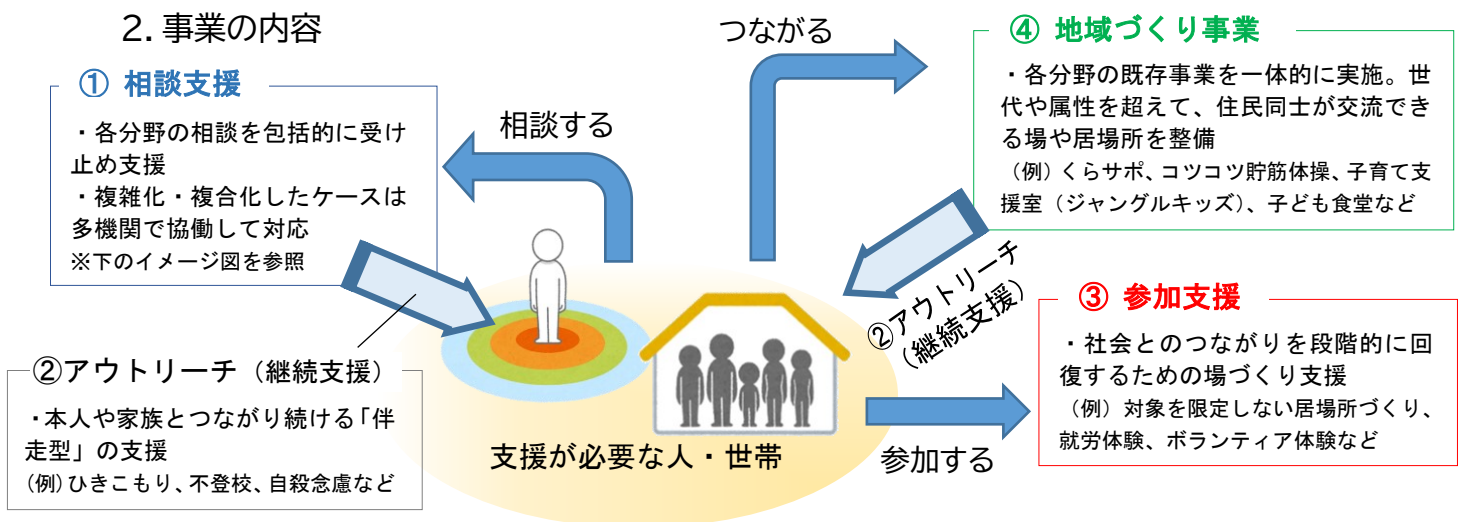 2. 事業の内容
① 相談支援
・各分野の相談を包括的に受け
止め支援
・複雑化・複合化したケースは
多機関で協働して対応
※下のイメージ図を参照
相談する
つながる
④ 地域づくり事業
・各分野の既存事業を一体的に実施。世
代や属性を超えて、住民同士が交流でき
る場や居場所を整備
（例）くらサポ、コツコツ貯筋体操、子育て支
援室（ジャングルキッズ）、子ども食堂など
②アウトリーチ
（継続支援）
②アウトリーチ（継続支援）
・本人や家族とつながり続ける「伴
走型」の支援
（例）ひきこもり、不登校、自殺念慮など
支援が必要な人・世帯
参加する
③ 参加支援
・社会とのつながりを段階的に回
復するための場づくり支援
（例）対象を限定しない居場所づくり、
就労体験、ボランティア体験など